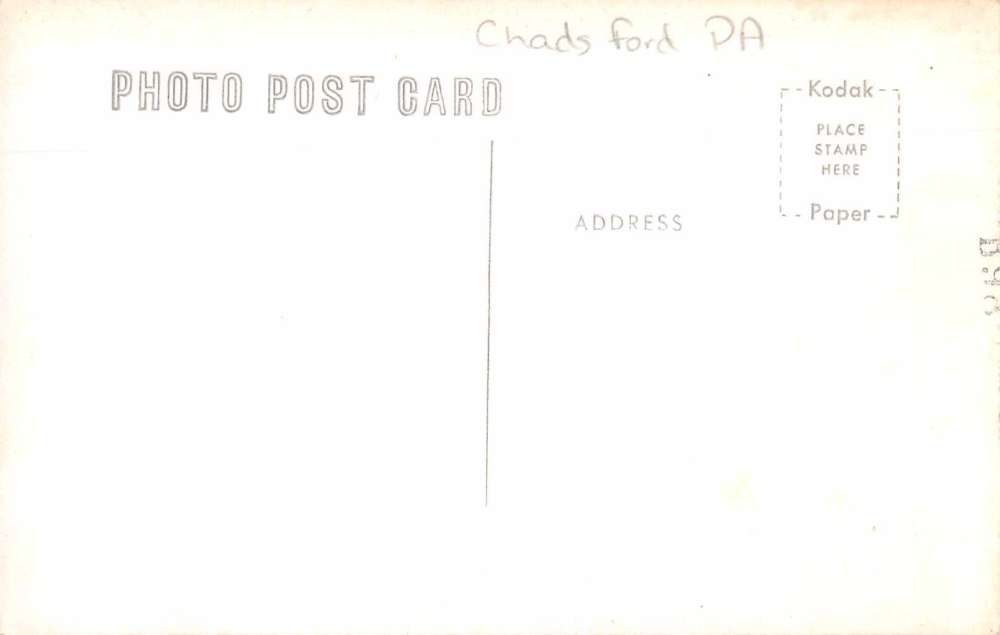 Chads ford PA
PHOTO POST CARD
Kodak
PLACE
STAMP
HERE
Paper
ADDRESS